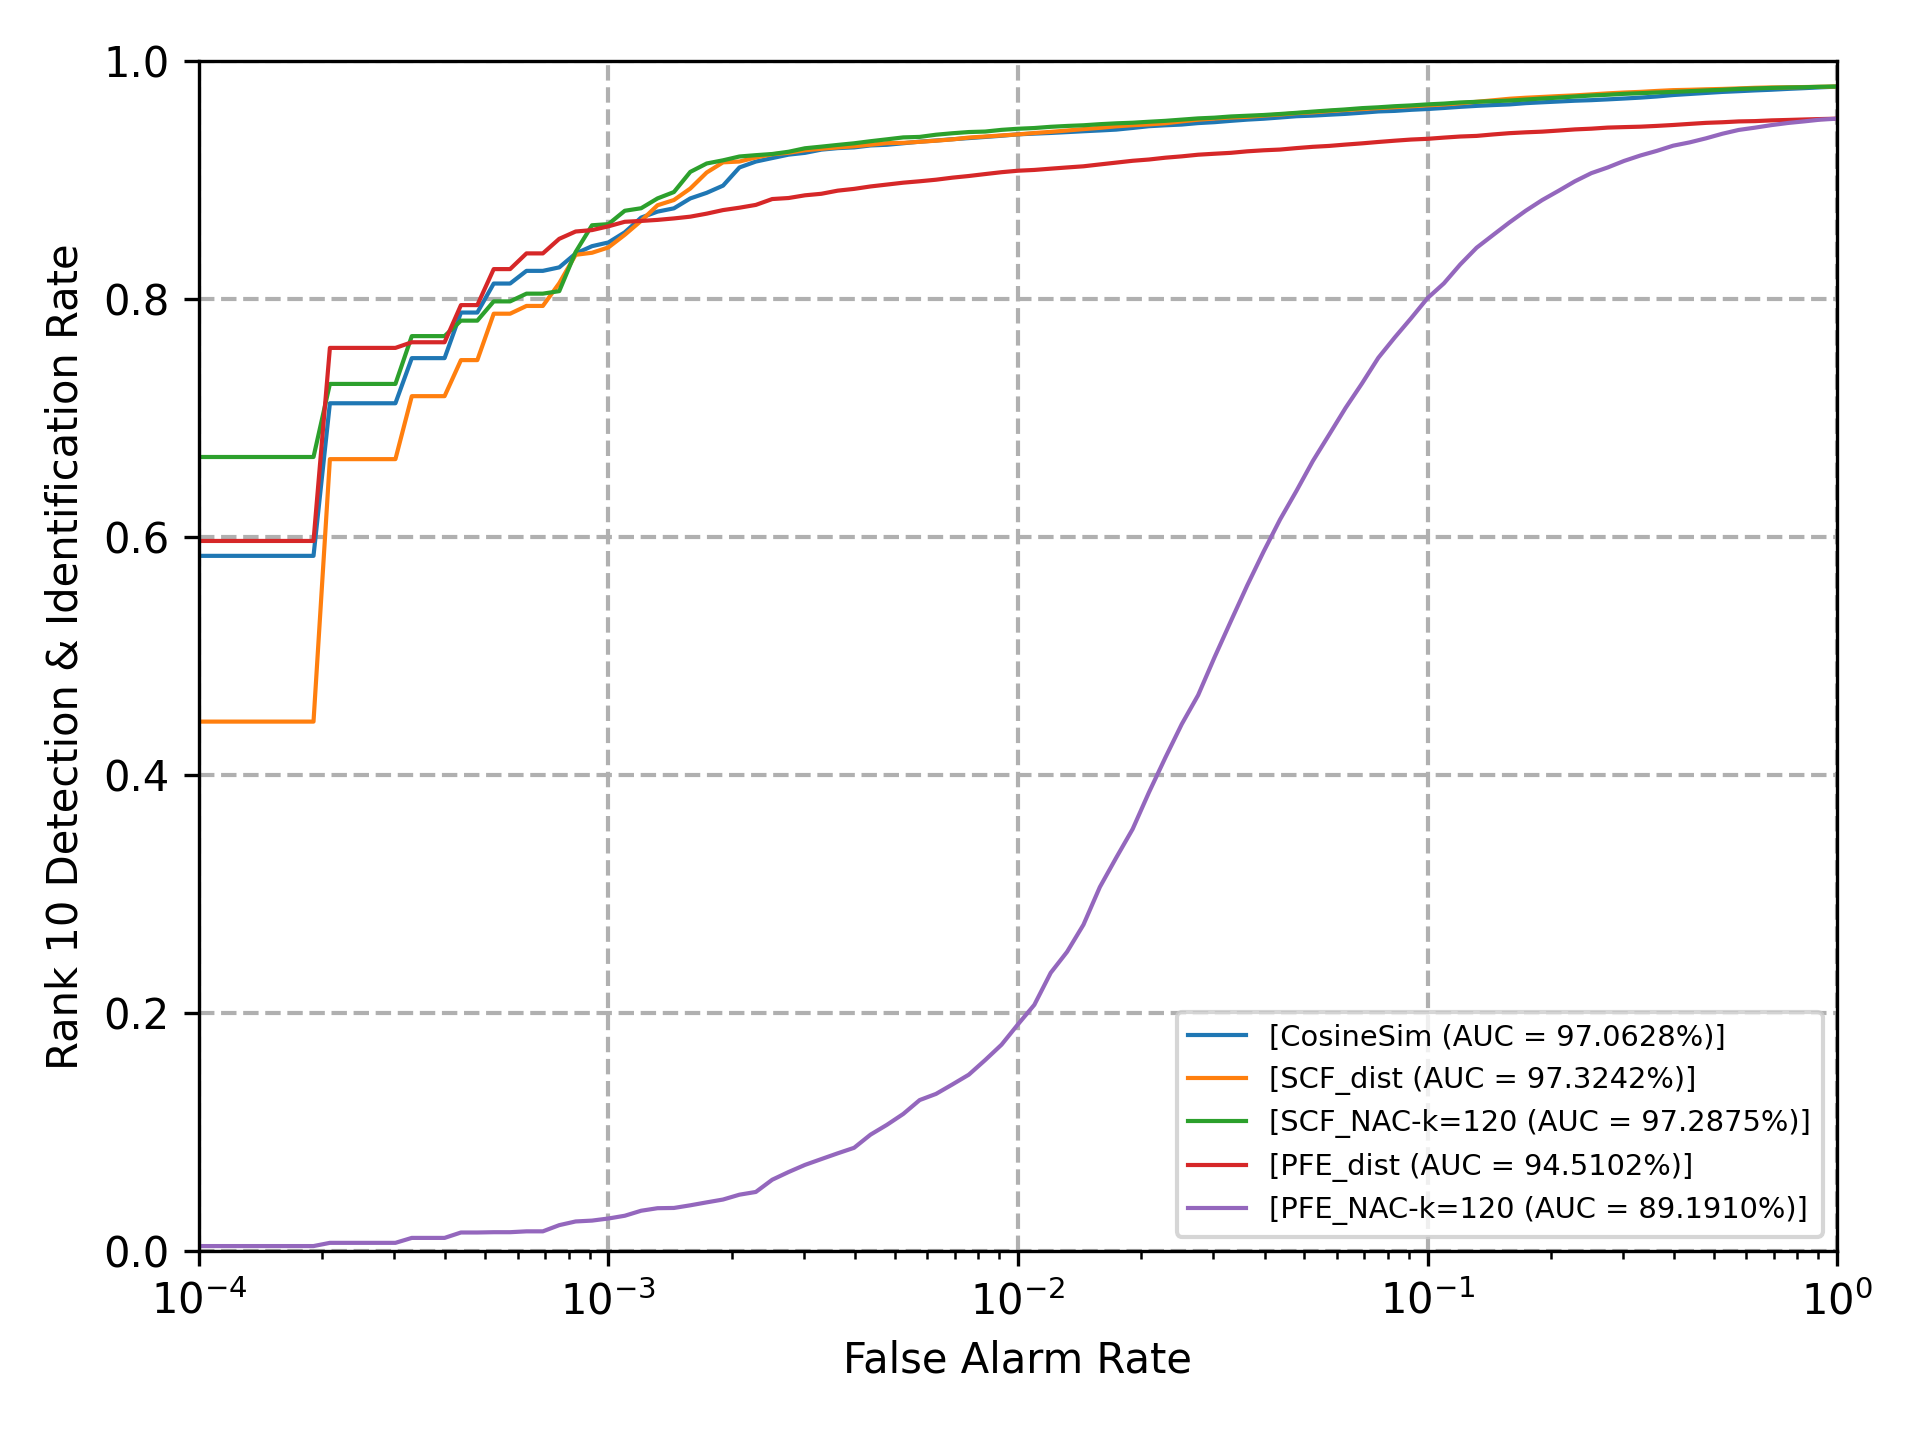 1.0
0.8
0.6
0.4
0.2
0.0
Rank 10 Detection & Identification Rate
[CosineSim (AUC = 97.0628%)]
[SCF_dist (AUC = 97.3242%)]
[SCF_NAC-k=120 (AUC = 97.2875%)]
[PFE_dist (AUC = 94.5102%)]
[PFE_NAC-k=120 (AUC = 89.1910%)]
10⁻⁴ 10⁻³ 10⁻² 10⁻¹ 10⁰
False Alarm Rate